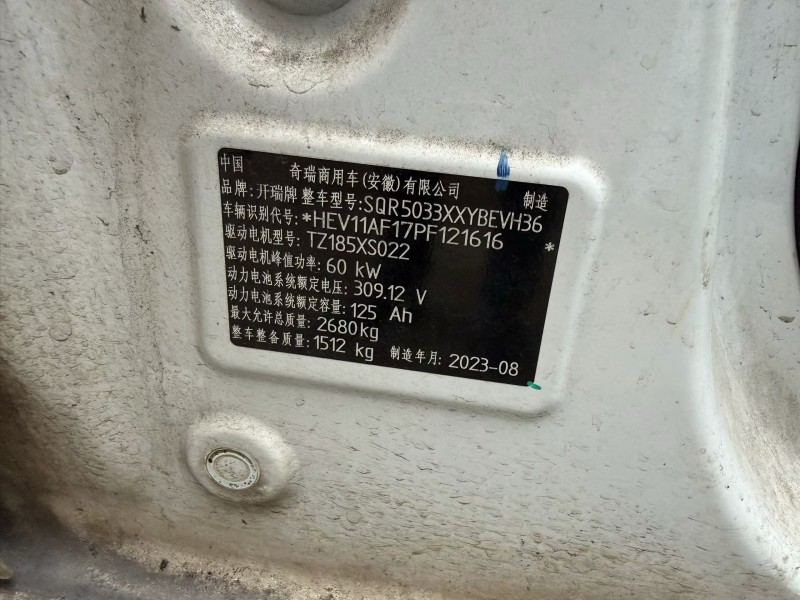 中国 奇瑞商用车(安徽)有限公司 制造
品牌:开瑞牌 整车型号:SQR5033XXYBEVH36
车辆识别代号:*HEV11AF17PF121616 *
驱动电机型号:TZ185XS022
驱动电机峰值功率:60 kW
动力电池系统额定电压:309.12 V
动力电池系统额定容量:125 Ah
最大允许总质量:2680kg
整车整备质量:1512 kg 制造年月:2023-08